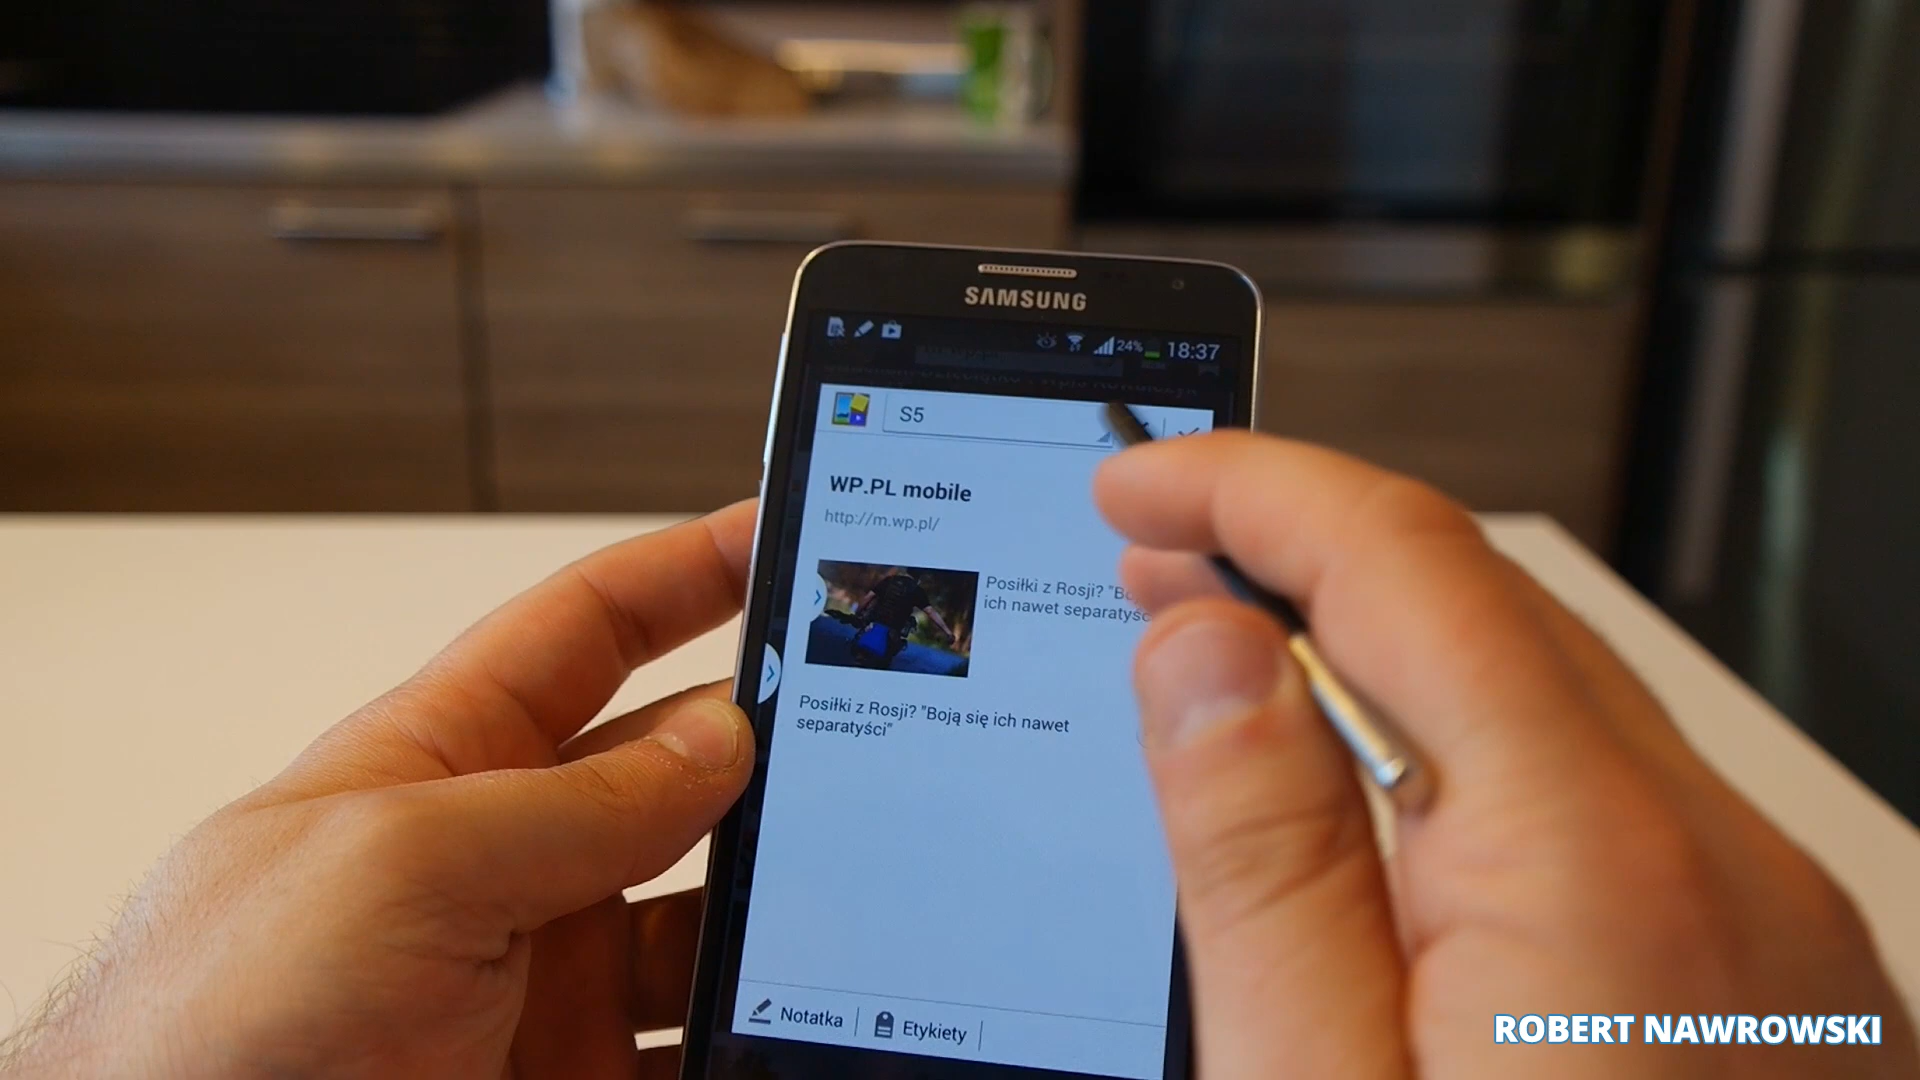 SAMSUNG
24% 18:37
S5
WP.PL mobile
http://m.wp.pl/
Posiłki z Rosji? "Bo
ich nawet separatyśc
Posiłki z Rosji? "Boją się ich nawet
separatyści"
Notatka
Etykiety
ROBERT NAWROWSKI